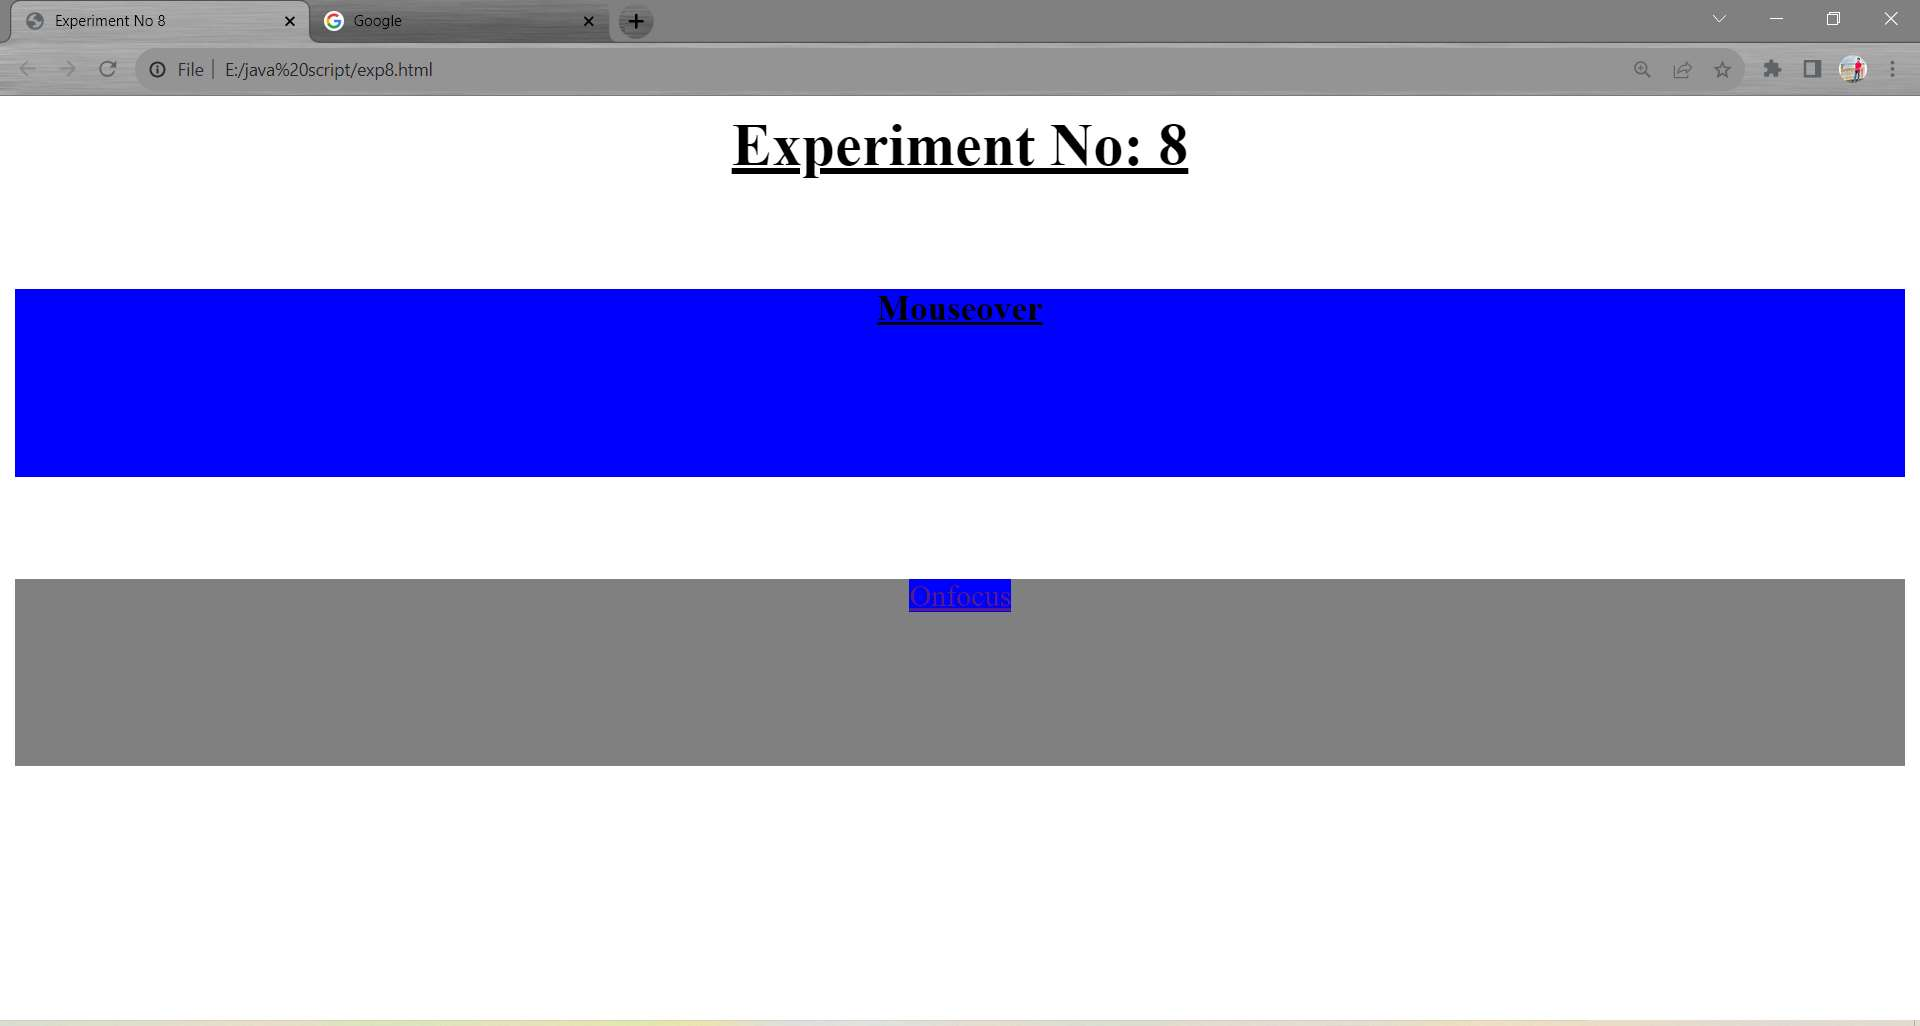 Experiment No 8
Google
File
E:/java%20script/exp8.html
Experiment No: 8
Mouseover
Onfocus